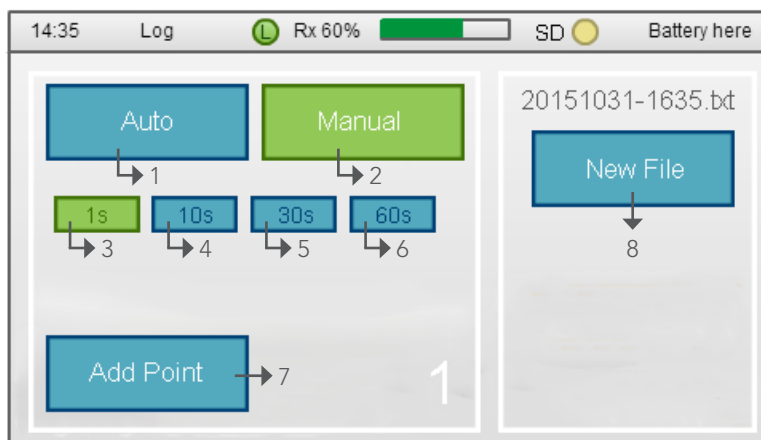 14:35 Log L Rx 60% SD Battery here
Auto Manual
1 2
1s 10s 30s 60s
3 4 5 6
Add Point 7
1
20151031-1635.txt
New File
8